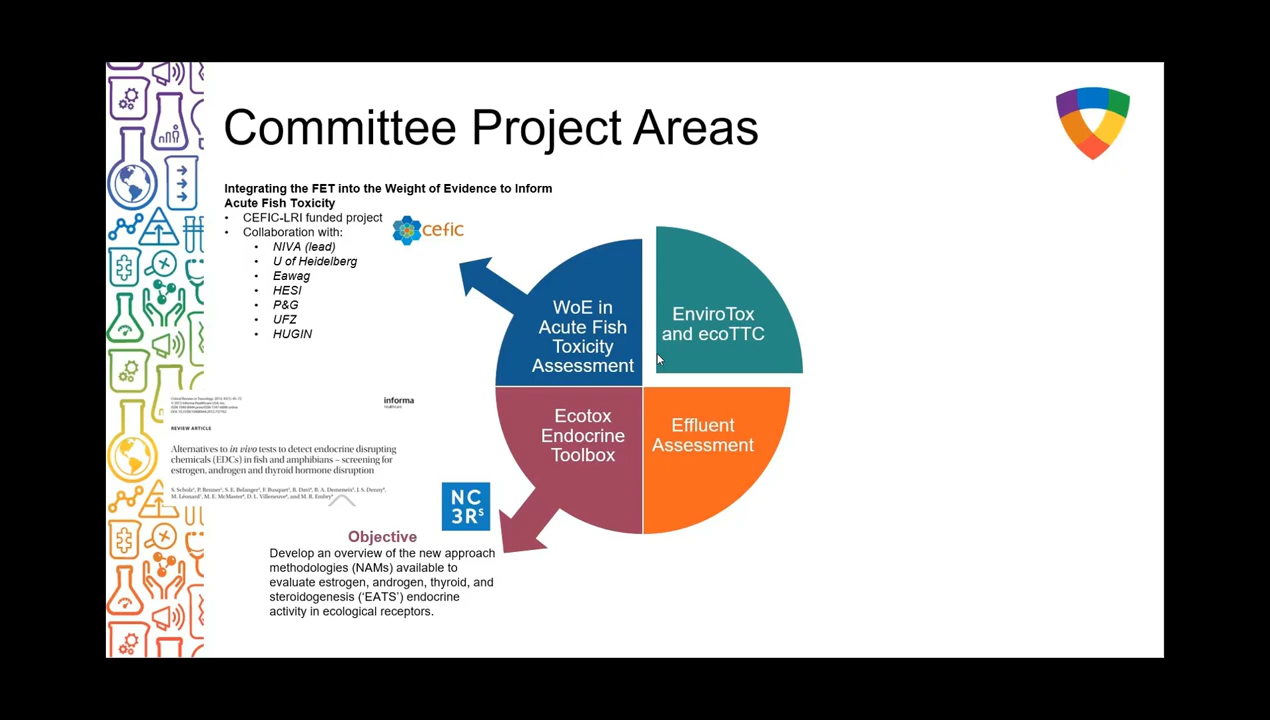 Committee Project Areas
Integrating the FET into the Weight of Evidence to Inform
Acute Fish Toxicity
• CEFIC-LRI funded project
• Collaboration with:
• NIVA (lead)
• U of Heidelberg
• Eawag
• HESI
• P&G
• UFZ
• HUGIN
cefic
WoE in
Acute Fish
Toxicity
Assessment
EnviroTox
and ecoTTC
Ecotox
Endocrine
Toolbox
Effluent
Assessment
informa
healthcare
REVIEW ARTICLE
Alternatives to in vivo tests to detect endocrine disrupting
chemicals (EDCs) in fish and amphibians – screening for
estrogen, androgen and thyroid hormone disruption
NC
3Rs
Objective
Develop an overview of the new approach
methodologies (NAMs) available to
evaluate estrogen, androgen, thyroid, and
steroidogenesis (‘EATS’) endocrine
activity in ecological receptors.